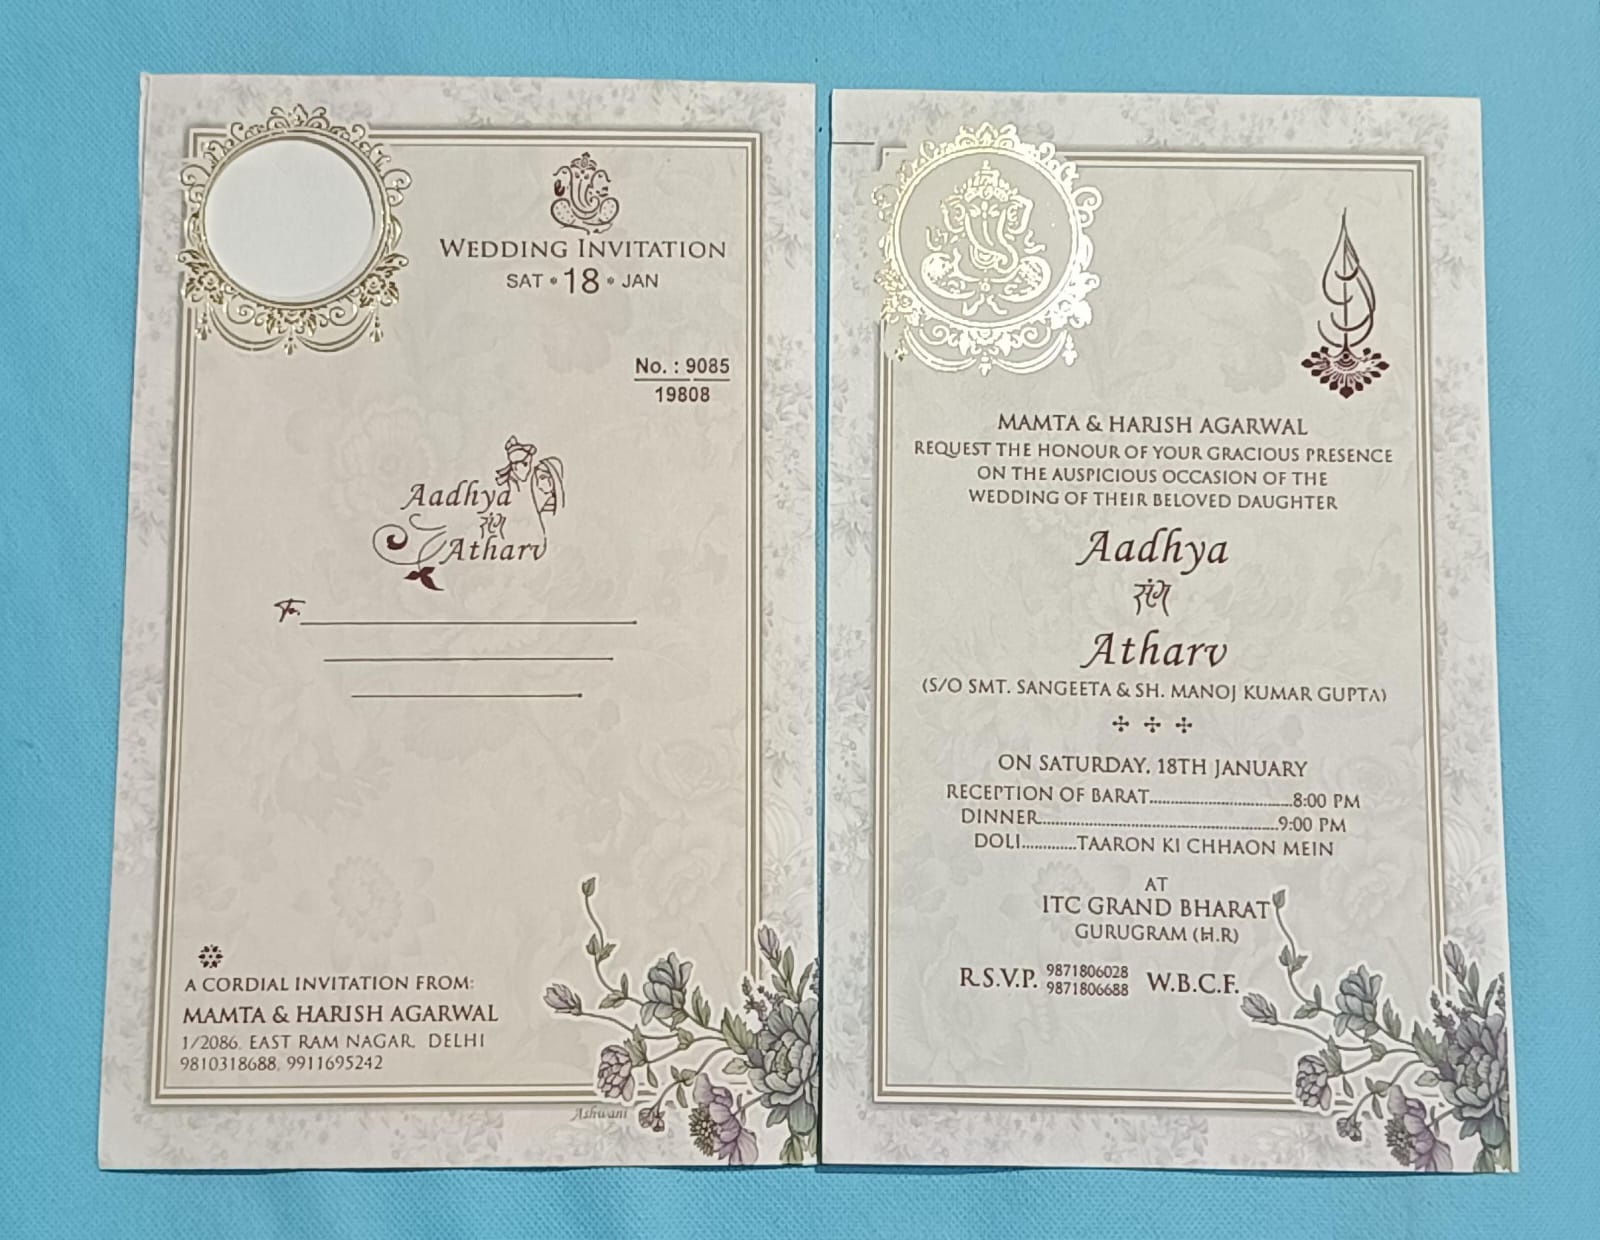 WEDDING INVITATION
SAT • 18 • JAN
No. : 9085
19808
Aadhya
संग
Atharv
To.
A CORDIAL INVITATION FROM:
MAMTA & HARISH AGARWAL
1/2086, EAST RAM NAGAR, DELHI
9810318688, 9911695242
Ashwani
MAMTA & HARISH AGARWAL
REQUEST THE HONOUR OF YOUR GRACIOUS PRESENCE
ON THE AUSPICIOUS OCCASION OF THE
WEDDING OF THEIR BELOVED DAUGHTER
Aadhya
संग
Atharv
(S/O SMT. SANGEETA & SH. MANOJ KUMAR GUPTA)
ON SATURDAY, 18TH JANUARY
RECEPTION OF BARAT..................................8:00 PM
DINNER.........................................................9:00 PM
DOLI.............TAARON KI CHHAON MEIN
AT
ITC GRAND BHARAT
GURUGRAM (H.R)
R.S.V.P. 9871806028 W.B.C.F.
9871806688